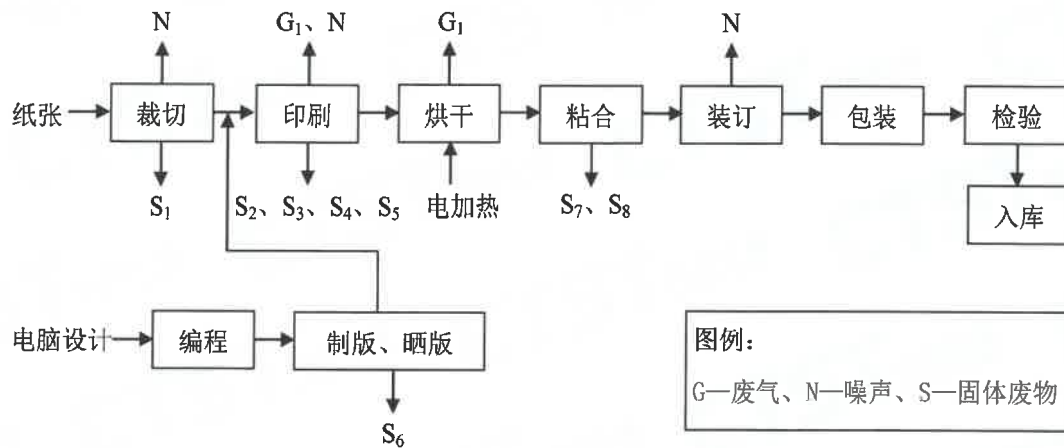 N G₁、N G₁ N
纸张 裁切 印刷 烘干 粘合 装订 包装 检验
S₁ S₂、S₃、S₄、S₅ 电加热 S₇、S₈ 入库
电脑设计 编程 制版、晒版
S₆
图例：
G—废气、N—噪声、S—固体废物